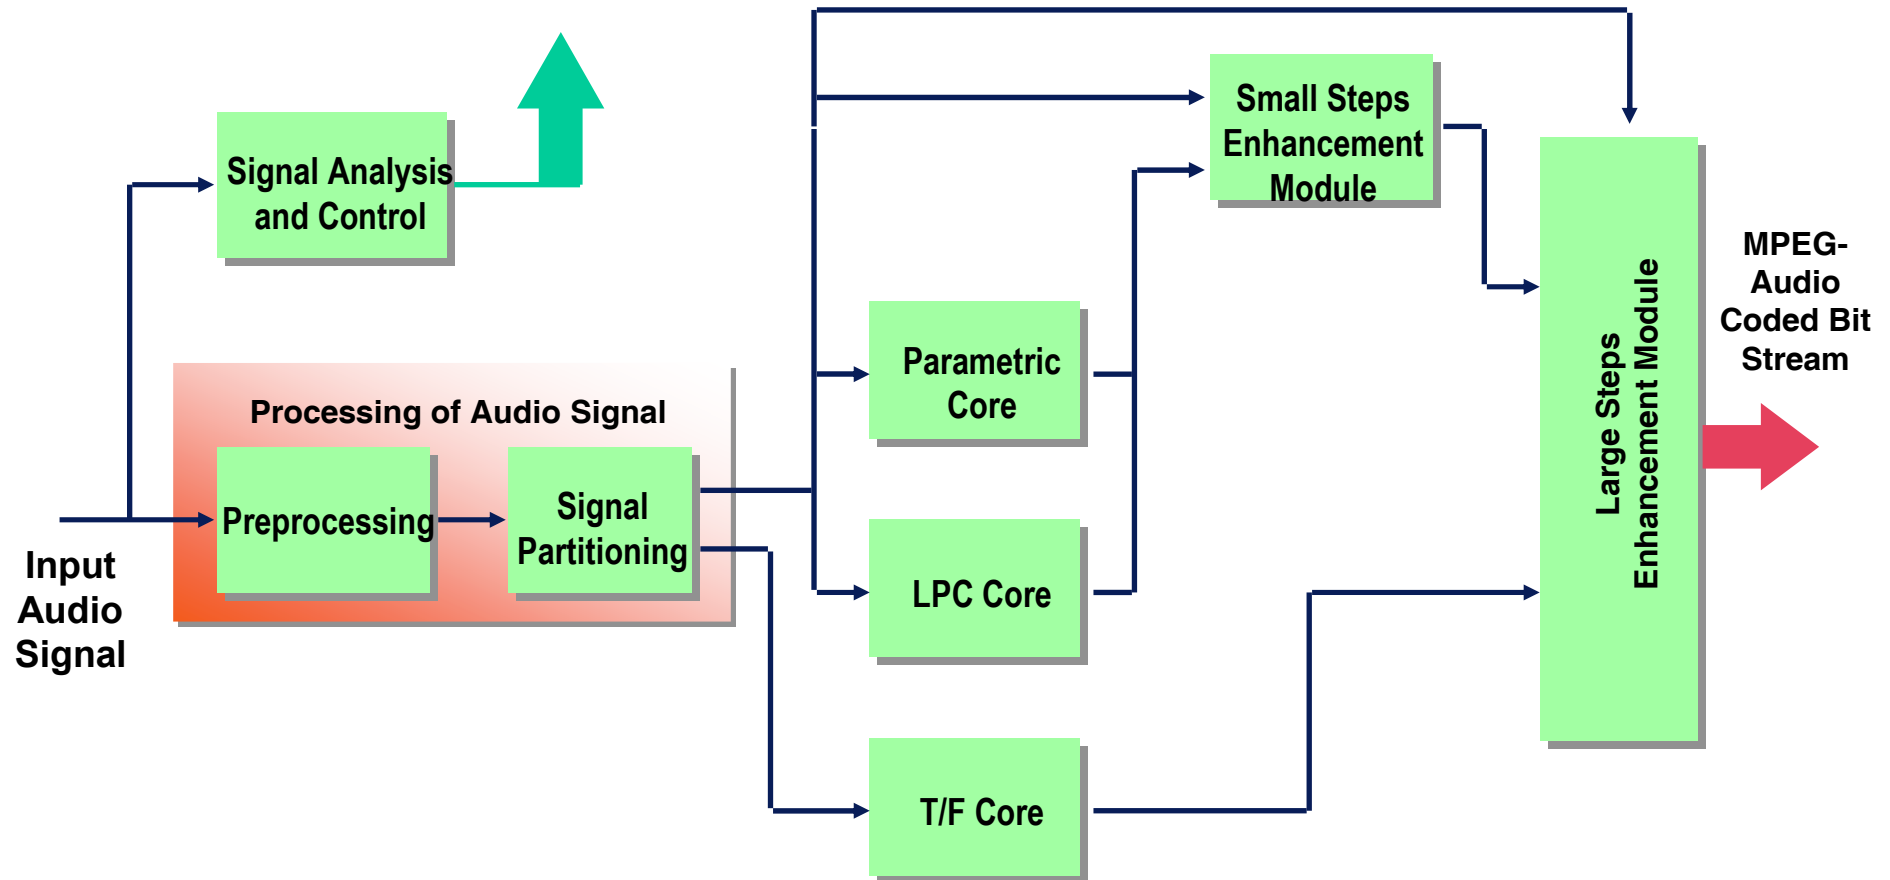 Signal Analysis
and Control
Small Steps
Enhancement
Module
Processing of Audio Signal
Preprocessing
Signal
Partitioning
Input
Audio
Signal
Parametric
Core
LPC Core
T/F Core
Large Steps
Enhancement Module
MPEG-
Audio
Coded Bit
Stream